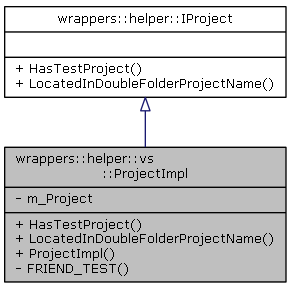 wrappers::helper::IProject
+ HasTestProject()
+ LocatedInDoubleFolderProjectName()
wrappers::helper::vs
::ProjectImpl
- m_Project
+ HasTestProject()
+ LocatedInDoubleFolderProjectName()
+ ProjectImpl()
- FRIEND_TEST()